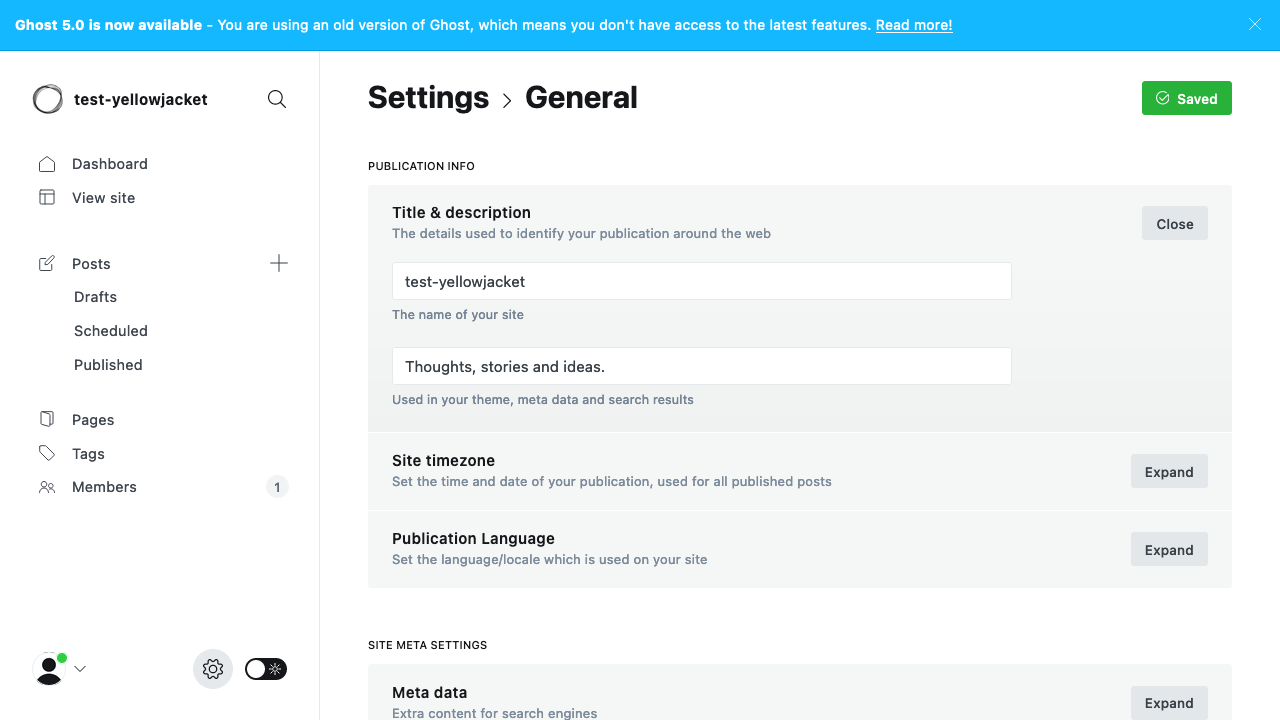 Ghost 5.0 is now available - You are using an old version of Ghost, which means you don't have access to the latest features. Read more!
test-yellowjacket
Dashboard
View site
Posts
Drafts
Scheduled
Published
Pages
Tags
Members 1
Settings > General
Saved
PUBLICATION INFO
Title & description
The details used to identify your publication around the web
Close
test-yellowjacket
The name of your site
Thoughts, stories and ideas.
Used in your theme, meta data and search results
Site timezone
Set the time and date of your publication, used for all published posts
Expand
Publication Language
Set the language/locale which is used on your site
Expand
SITE META SETTINGS
Meta data
Extra content for search engines
Expand